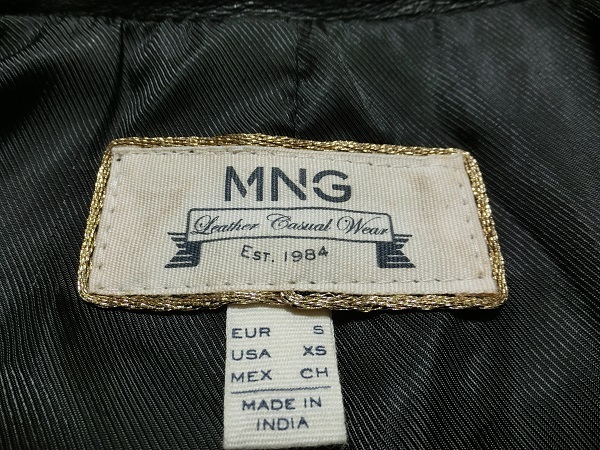 MNG
Leather Casual Wear
EST. 1984
EUR S
USA XS
MEX CH
MADE IN
INDIA